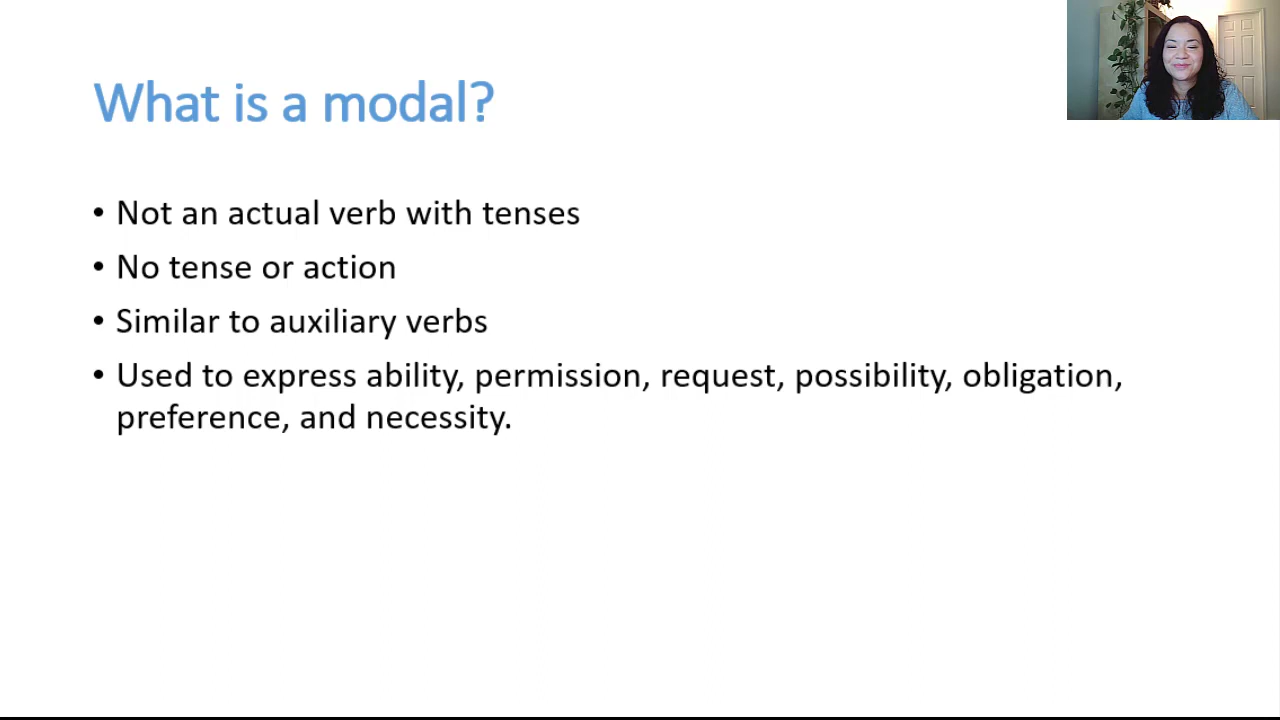 What is a modal?
• Not an actual verb with tenses
• No tense or action
• Similar to auxiliary verbs
• Used to express ability, permission, request, possibility, obligation,
preference, and necessity.